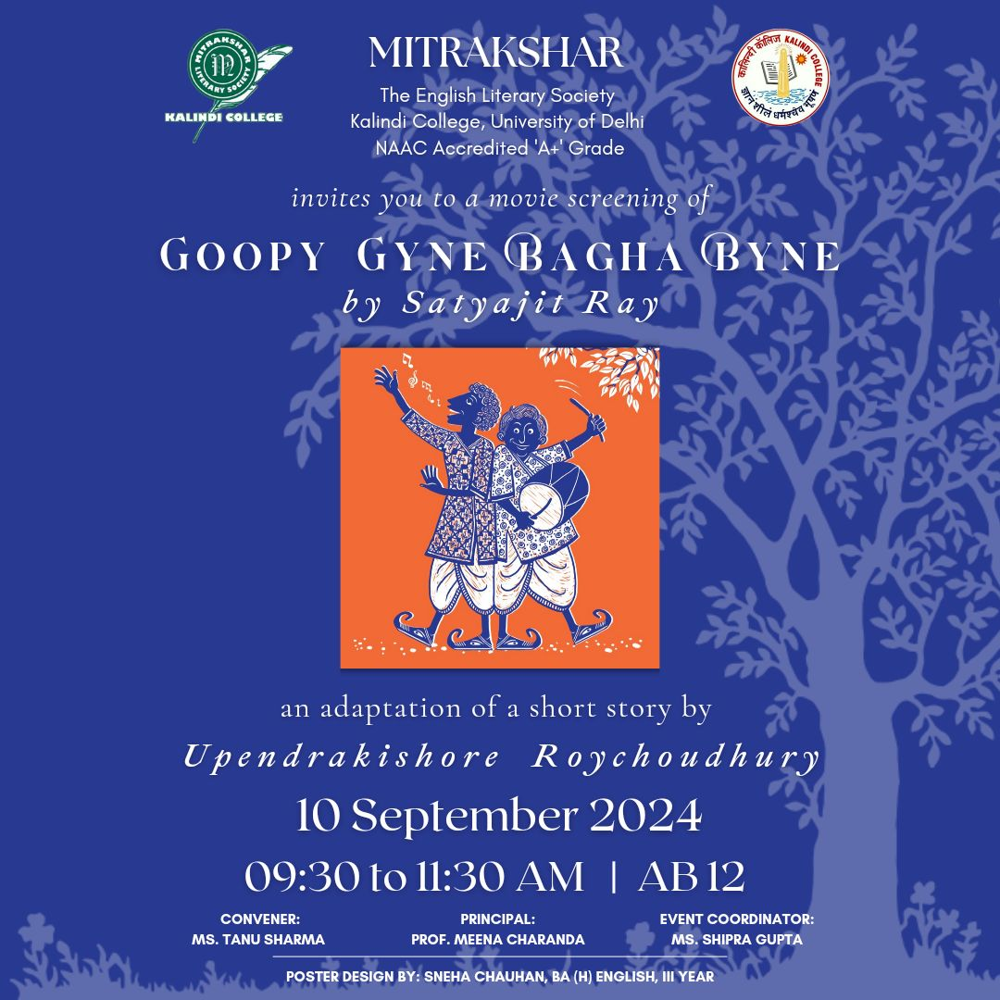 MITRAKSHAR LITERARY SOCIETY
M
KALINDI COLLEGE
MITRAKSHAR
The English Literary Society
Kalindi College, University of Delhi
NAAC Accredited 'A+' Grade
कालिन्दी कॉलिज KALINDI COLLEGE
ज्ञानं शीलं धर्मश्चैव भूषणं
invites you to a movie screening of
GOOPY GYNE BAGHA BYNE
by Satyajit Ray
an adaptation of a short story by
Upendrakishore Roychoudhury
10 September 2024
09:30 to 11:30 AM | AB 12
CONVENER:
MS. TANU SHARMA
PRINCIPAL:
PROF. MEENA CHARANDA
EVENT COORDINATOR:
MS. SHIPRA GUPTA
POSTER DESIGN BY: SNEHA CHAUHAN, BA (H) ENGLISH, III YEAR